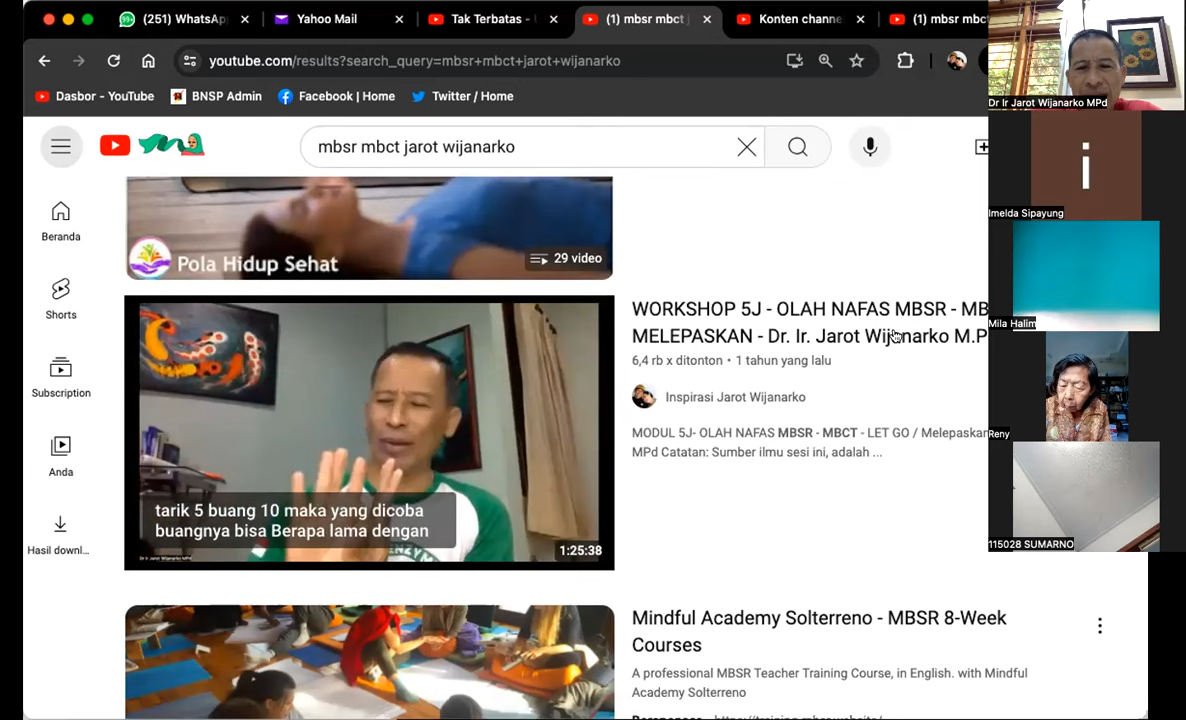 (251) WhatsAp
Yahoo Mail
Tak Terbatas -
(1) mbsr mbct j
Konten channe
(1) mbsr mbc
youtube.com/results?search_query=mbsr+mbct+jarot+wijanarko
Dasbor - YouTube
BNSP Admin
Facebook | Home
Twitter / Home
mbsr mbct jarot wijanarko
Beranda
Shorts
Subscription
Anda
Hasil downl...
Pola Hidup Sehat
29 video
WORKSHOP 5J - OLAH NAFAS MBSR - MB
MELEPASKAN - Dr. Ir. Jarot Wijanarko M.P
6,4 rb x ditonton • 1 tahun yang lalu
Inspirasi Jarot Wijanarko
MODUL 5J- OLAH NAFAS MBSR - MBCT - LET GO / Melepaskan
MPd Catatan: Sumber ilmu sesi ini, adalah ...
tarik 5 buang 10 maka yang dicoba
buangnya bisa Berapa lama dengan
Dr Ir Jarot Wijanarko MPd
1:25:38
Mindful Academy Solterreno - MBSR 8-Week
Courses
A professional MBSR Teacher Training Course, in English. with Mindful
Academy Solterreno
Dr Ir Jarot Wijanarko MPd
i
Imelda Sipayung
Mila Halim
Reny
115028 SUMARNO